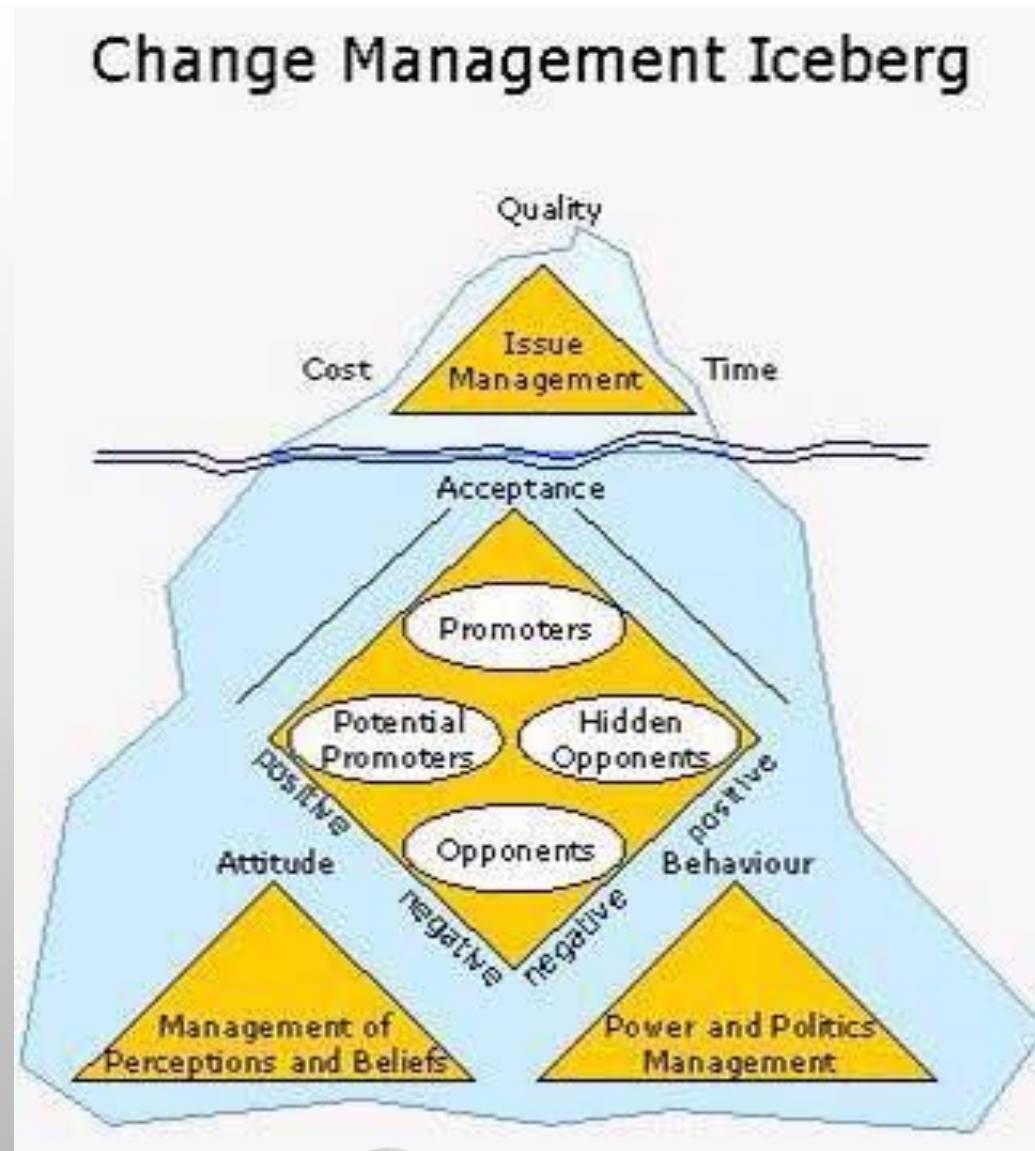 Change Management Iceberg
Quality
Cost
Issue
Management
Time
Acceptance
Promoters
Potential
Promoters
Hidden
Opponents
positive
positive
Opponents
Attitude
Behaviour
negative
negative
Management of
Perceptions and Beliefs
Power and Politics
Management